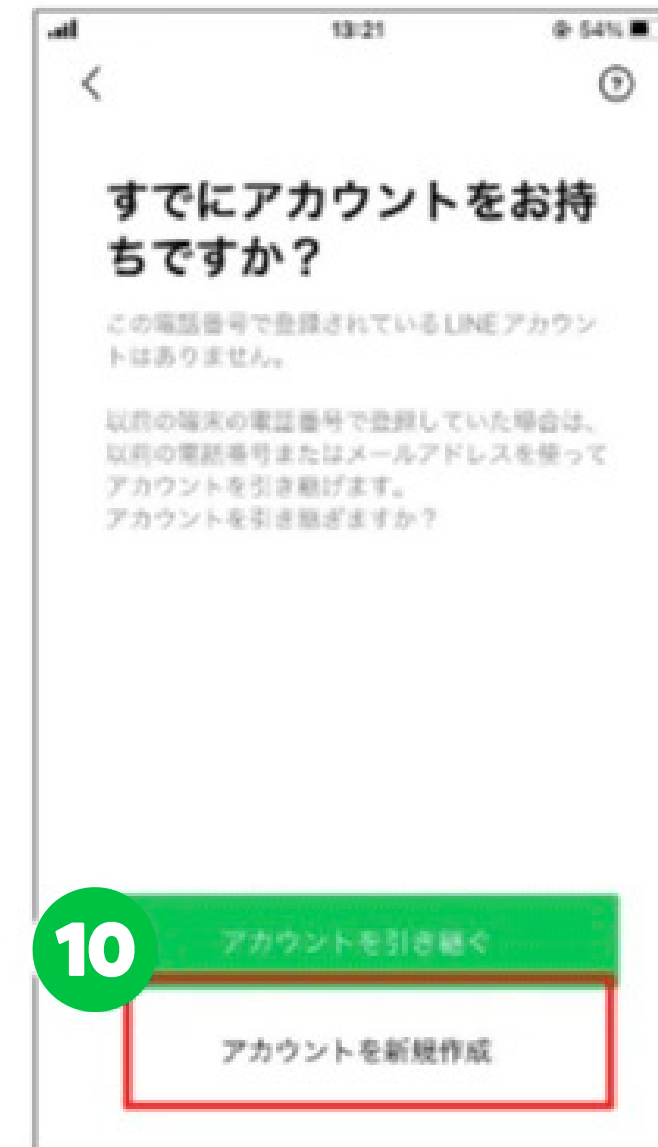 13:21
54%
?
すでにアカウントをお持
ちですか？
この電話番号で登録されているLINEアカウン
トはありません。
以前の端末の電話番号で登録していた場合は、
以前の電話番号またはメールアドレスを使って
アカウントを引き継げます。
アカウントを引き継ぎますか？
10
アカウントを引き継ぐ
アカウントを新規作成